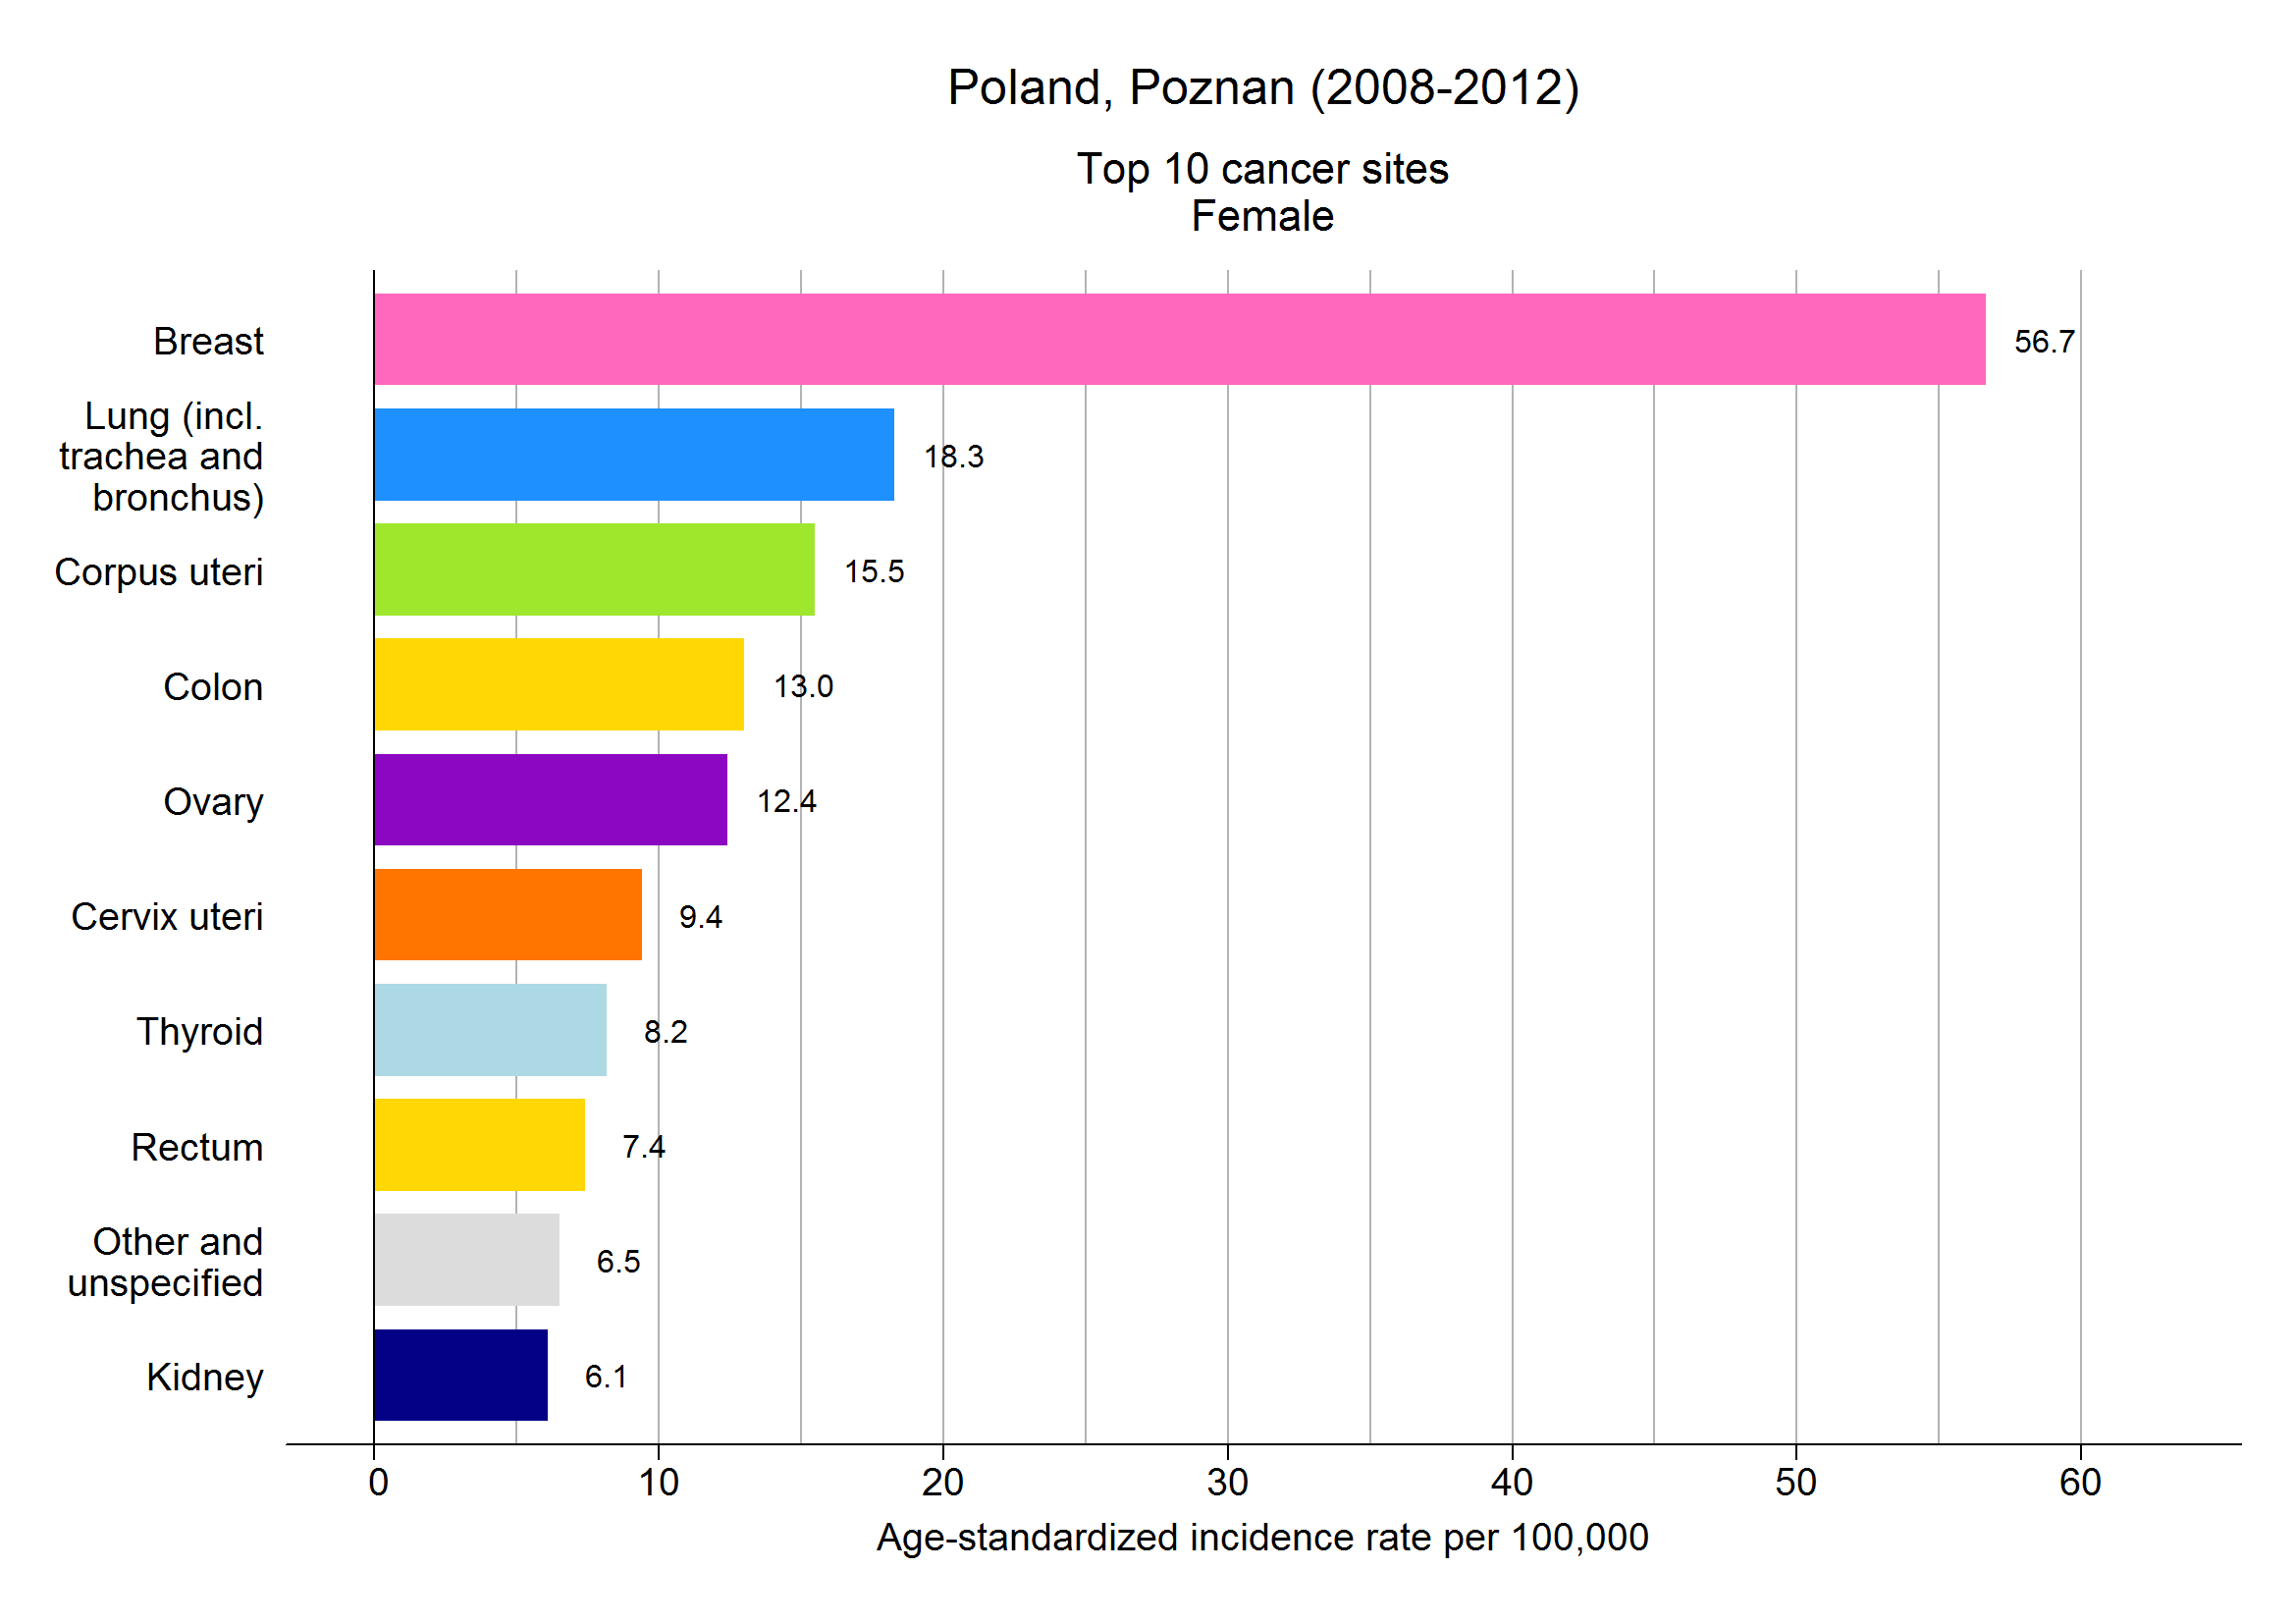 Poland, Poznan (2008-2012)
Top 10 cancer sites
Female
Breast
56.7
Lung (incl.
trachea and
bronchus)
18.3
Corpus uteri
15.5
Colon
13.0
Ovary
12.4
Cervix uteri
9.4
Thyroid
8.2
Rectum
7.4
Other and
unspecified
6.5
Kidney
6.1
0 10 20 30 40 50 60
Age-standardized incidence rate per 100,000